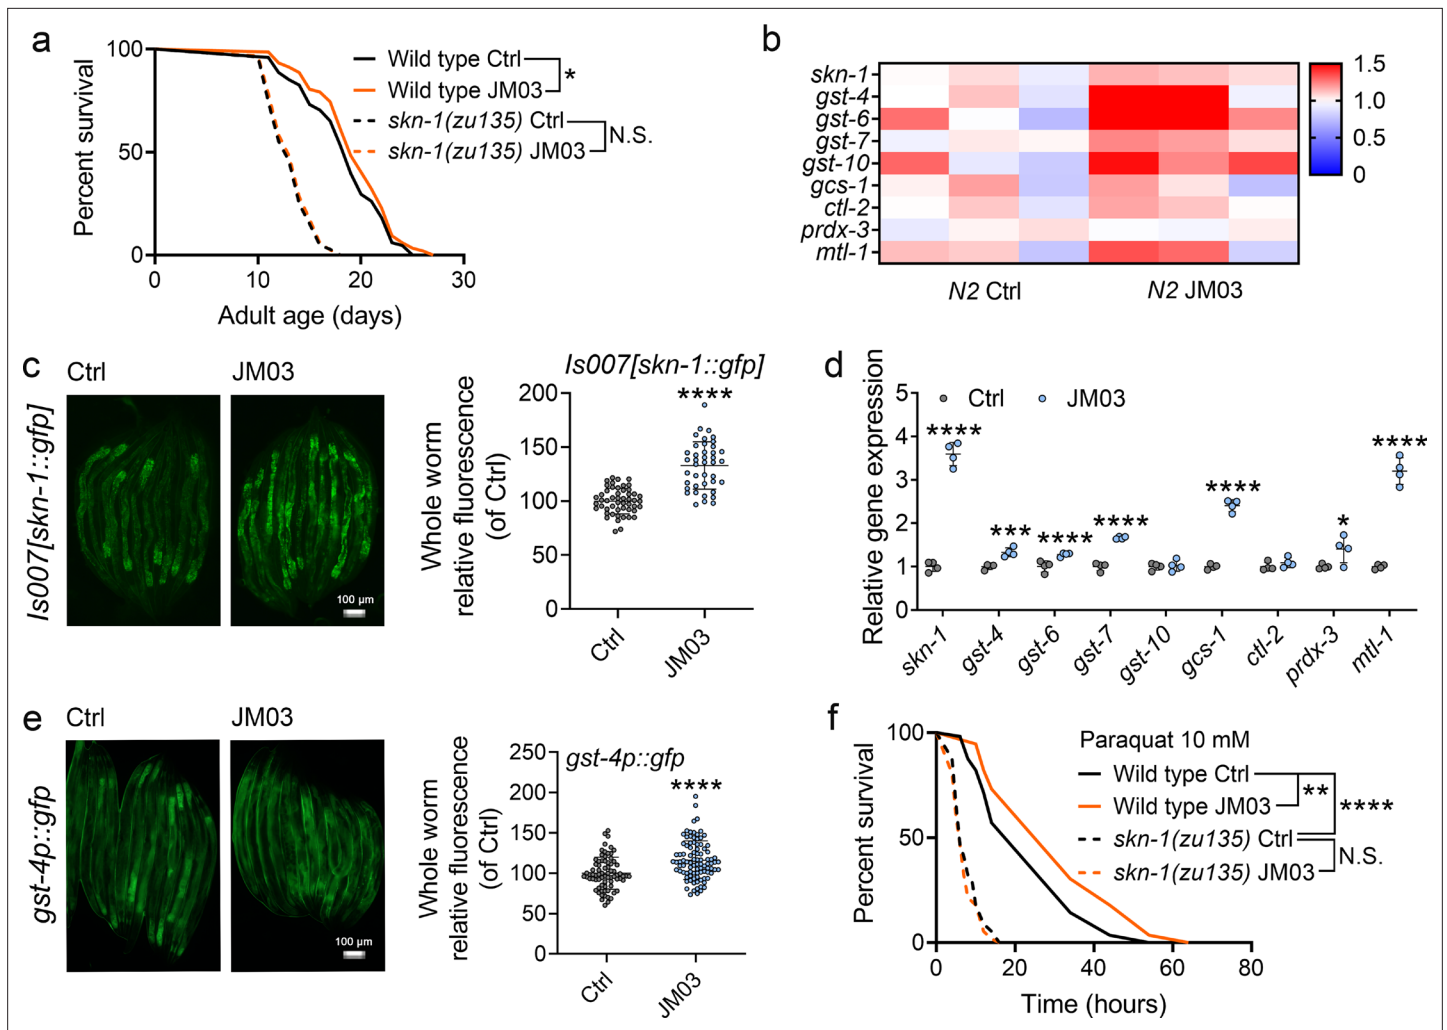 a
Percent survival
100
50
0
0
10
20
30
Adult age (days)
Wild type Ctrl
Wild type JM03
skn-1(zu135) Ctrl
skn-1(zu135) JM03
*
N.S.
b
skn-1
gst-4
gst-6
gst-7
gst-10
gcs-1
ctl-2
prdx-3
mtl-1
N2 Ctrl
N2 JM03
1.5
1.0
0.5
0
c
Ctrl
JM03
Is007[skn-1::gfp]
100 µm
Is007[skn-1::gfp]
Whole worm
relative fluorescence
(of Ctrl)
200
150
100
50
0
****
Ctrl
JM03
d
Ctrl
JM03
Relative gene expression
5
4
3
2
1
0
****
***
****
****
****
*
****
skn-1
gst-4
gst-6
gst-7
gst-10
gcs-1
ctl-2
prdx-3
mtl-1
e
Ctrl
JM03
gst-4p::gfp
100 µm
gst-4p::gfp
Whole worm
relative fluorescence
(of Ctrl)
250
200
150
100
50
0
****
Ctrl
JM03
f
Percent survival
100
50
0
0
20
40
60
80
Time (hours)
Paraquat 10 mM
Wild type Ctrl
Wild type JM03
skn-1(zu135) Ctrl
skn-1(zu135) JM03
**
****
N.S.